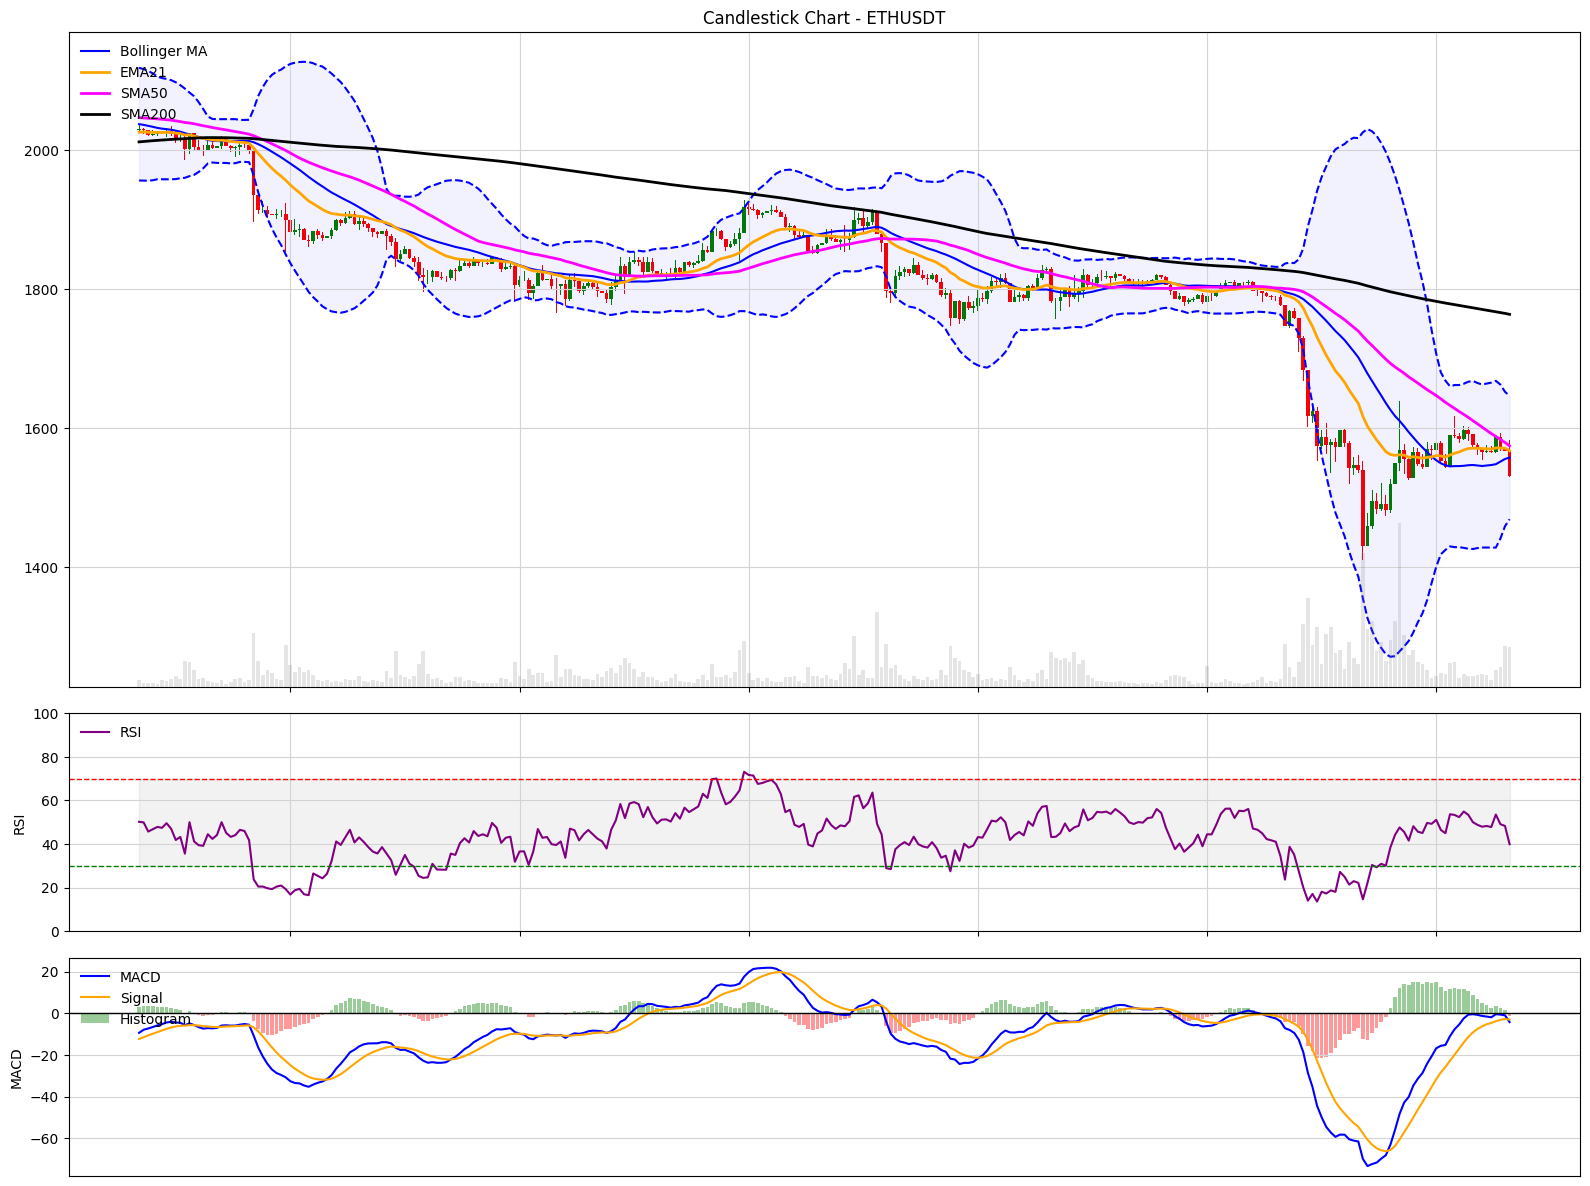 Candlestick Chart - ETHUSDT
Bollinger MA
EMA21
SMA50
SMA200
2000
1800
1600
1400
100
80
60
40
20
0
RSI
RSI
20
0
−20
−40
−60
MACD
MACD
Signal
Histogram